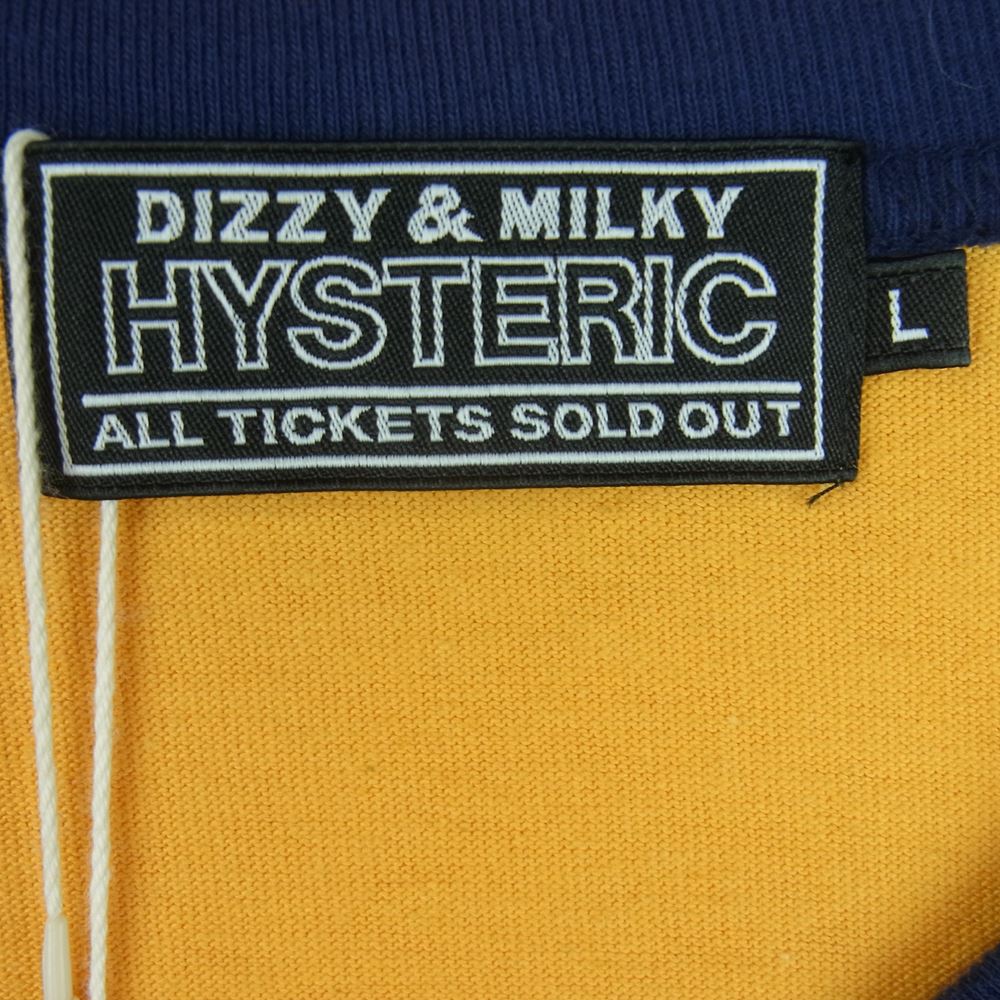 DIZZY & MILKY
HYSTERIC
ALL TICKETS SOLD OUT
L